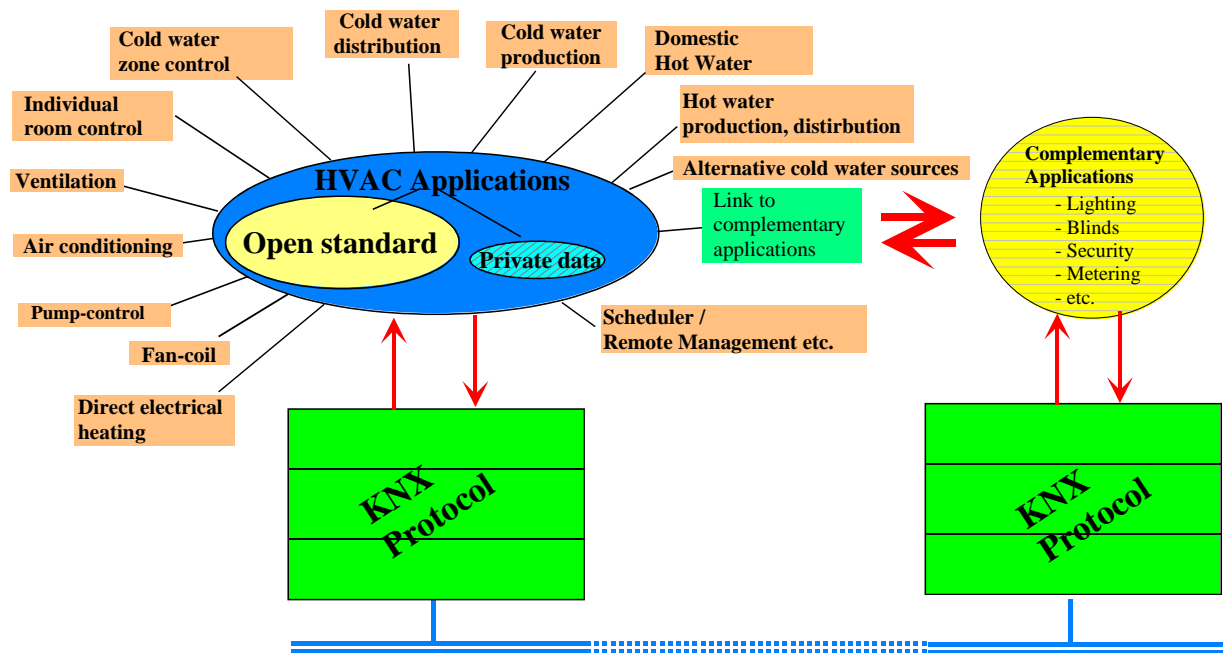 Cold water
zone control
Cold water
distribution
Cold water
production
Domestic
Hot Water
Individual
room control
Hot water
production, distirbution
Ventilation
HVAC Applications
Alternative cold water sources
Link to
complementary
applications
Complementary
Applications
- Lighting
- Blinds
- Security
- Metering
- etc.
Air conditioning
Open standard
Private data
Pump-control
Scheduler /
Remote Management etc.
Fan-coil
Direct electrical
heating
KNX
Protocol
KNX
Protocol